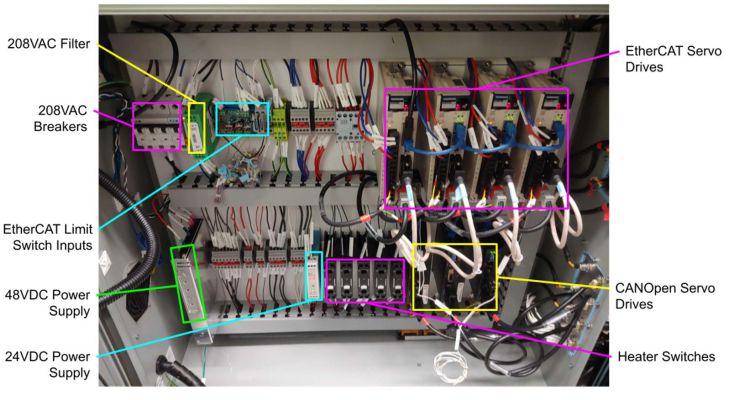 208VAC Filter
208VAC
Breakers
EtherCAT Limit
Switch Inputs
48VDC Power
Supply
24VDC Power
Supply
EtherCAT Servo
Drives
CANOpen Servo
Drives
Heater Switches